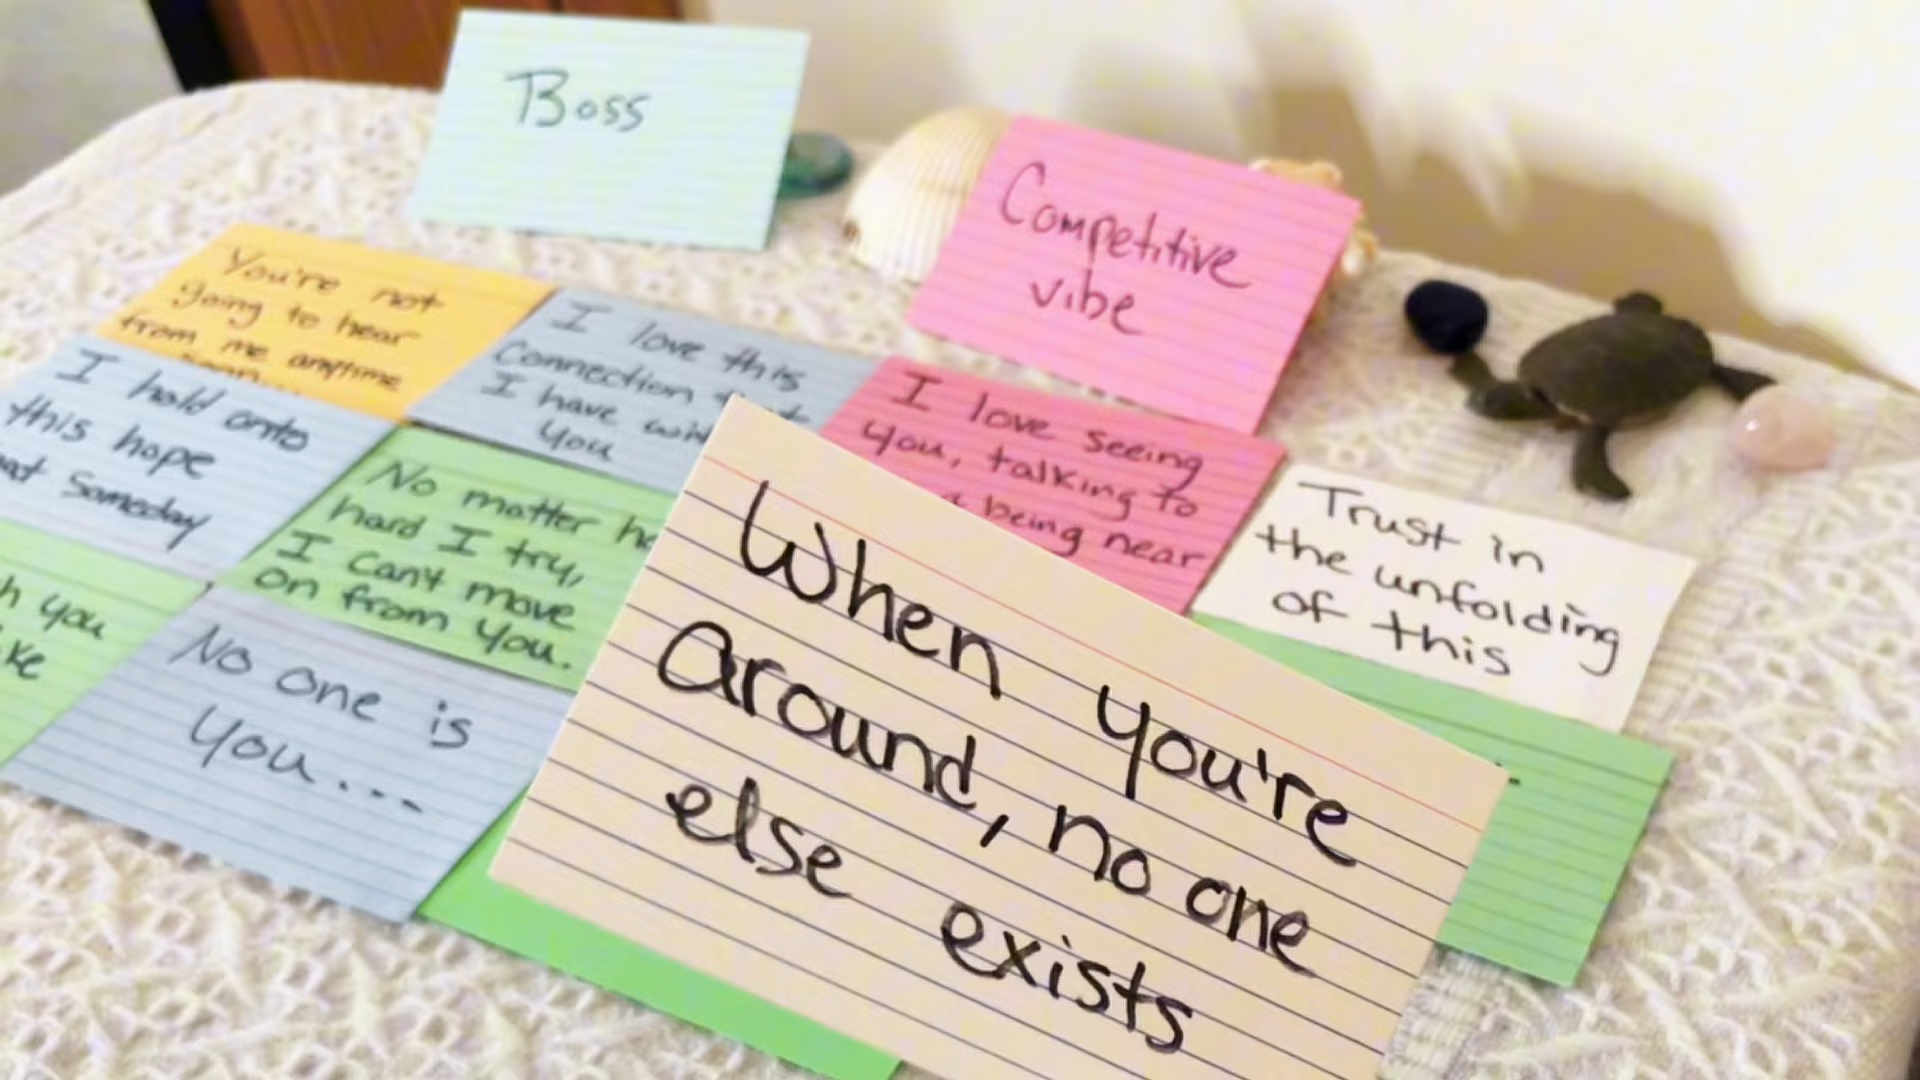 Boss
Competitive
vibe
You're not
going to hear
from me anytime
I love this
Connection
I have
you
I love seeing
you, talking to
being near
I hold onto
this hope
Someday
No matter
hard I try,
I can't move
on from you.
Trust in
the unfolding
of this
you
No one is
you...
When you're
around, no one
else exists